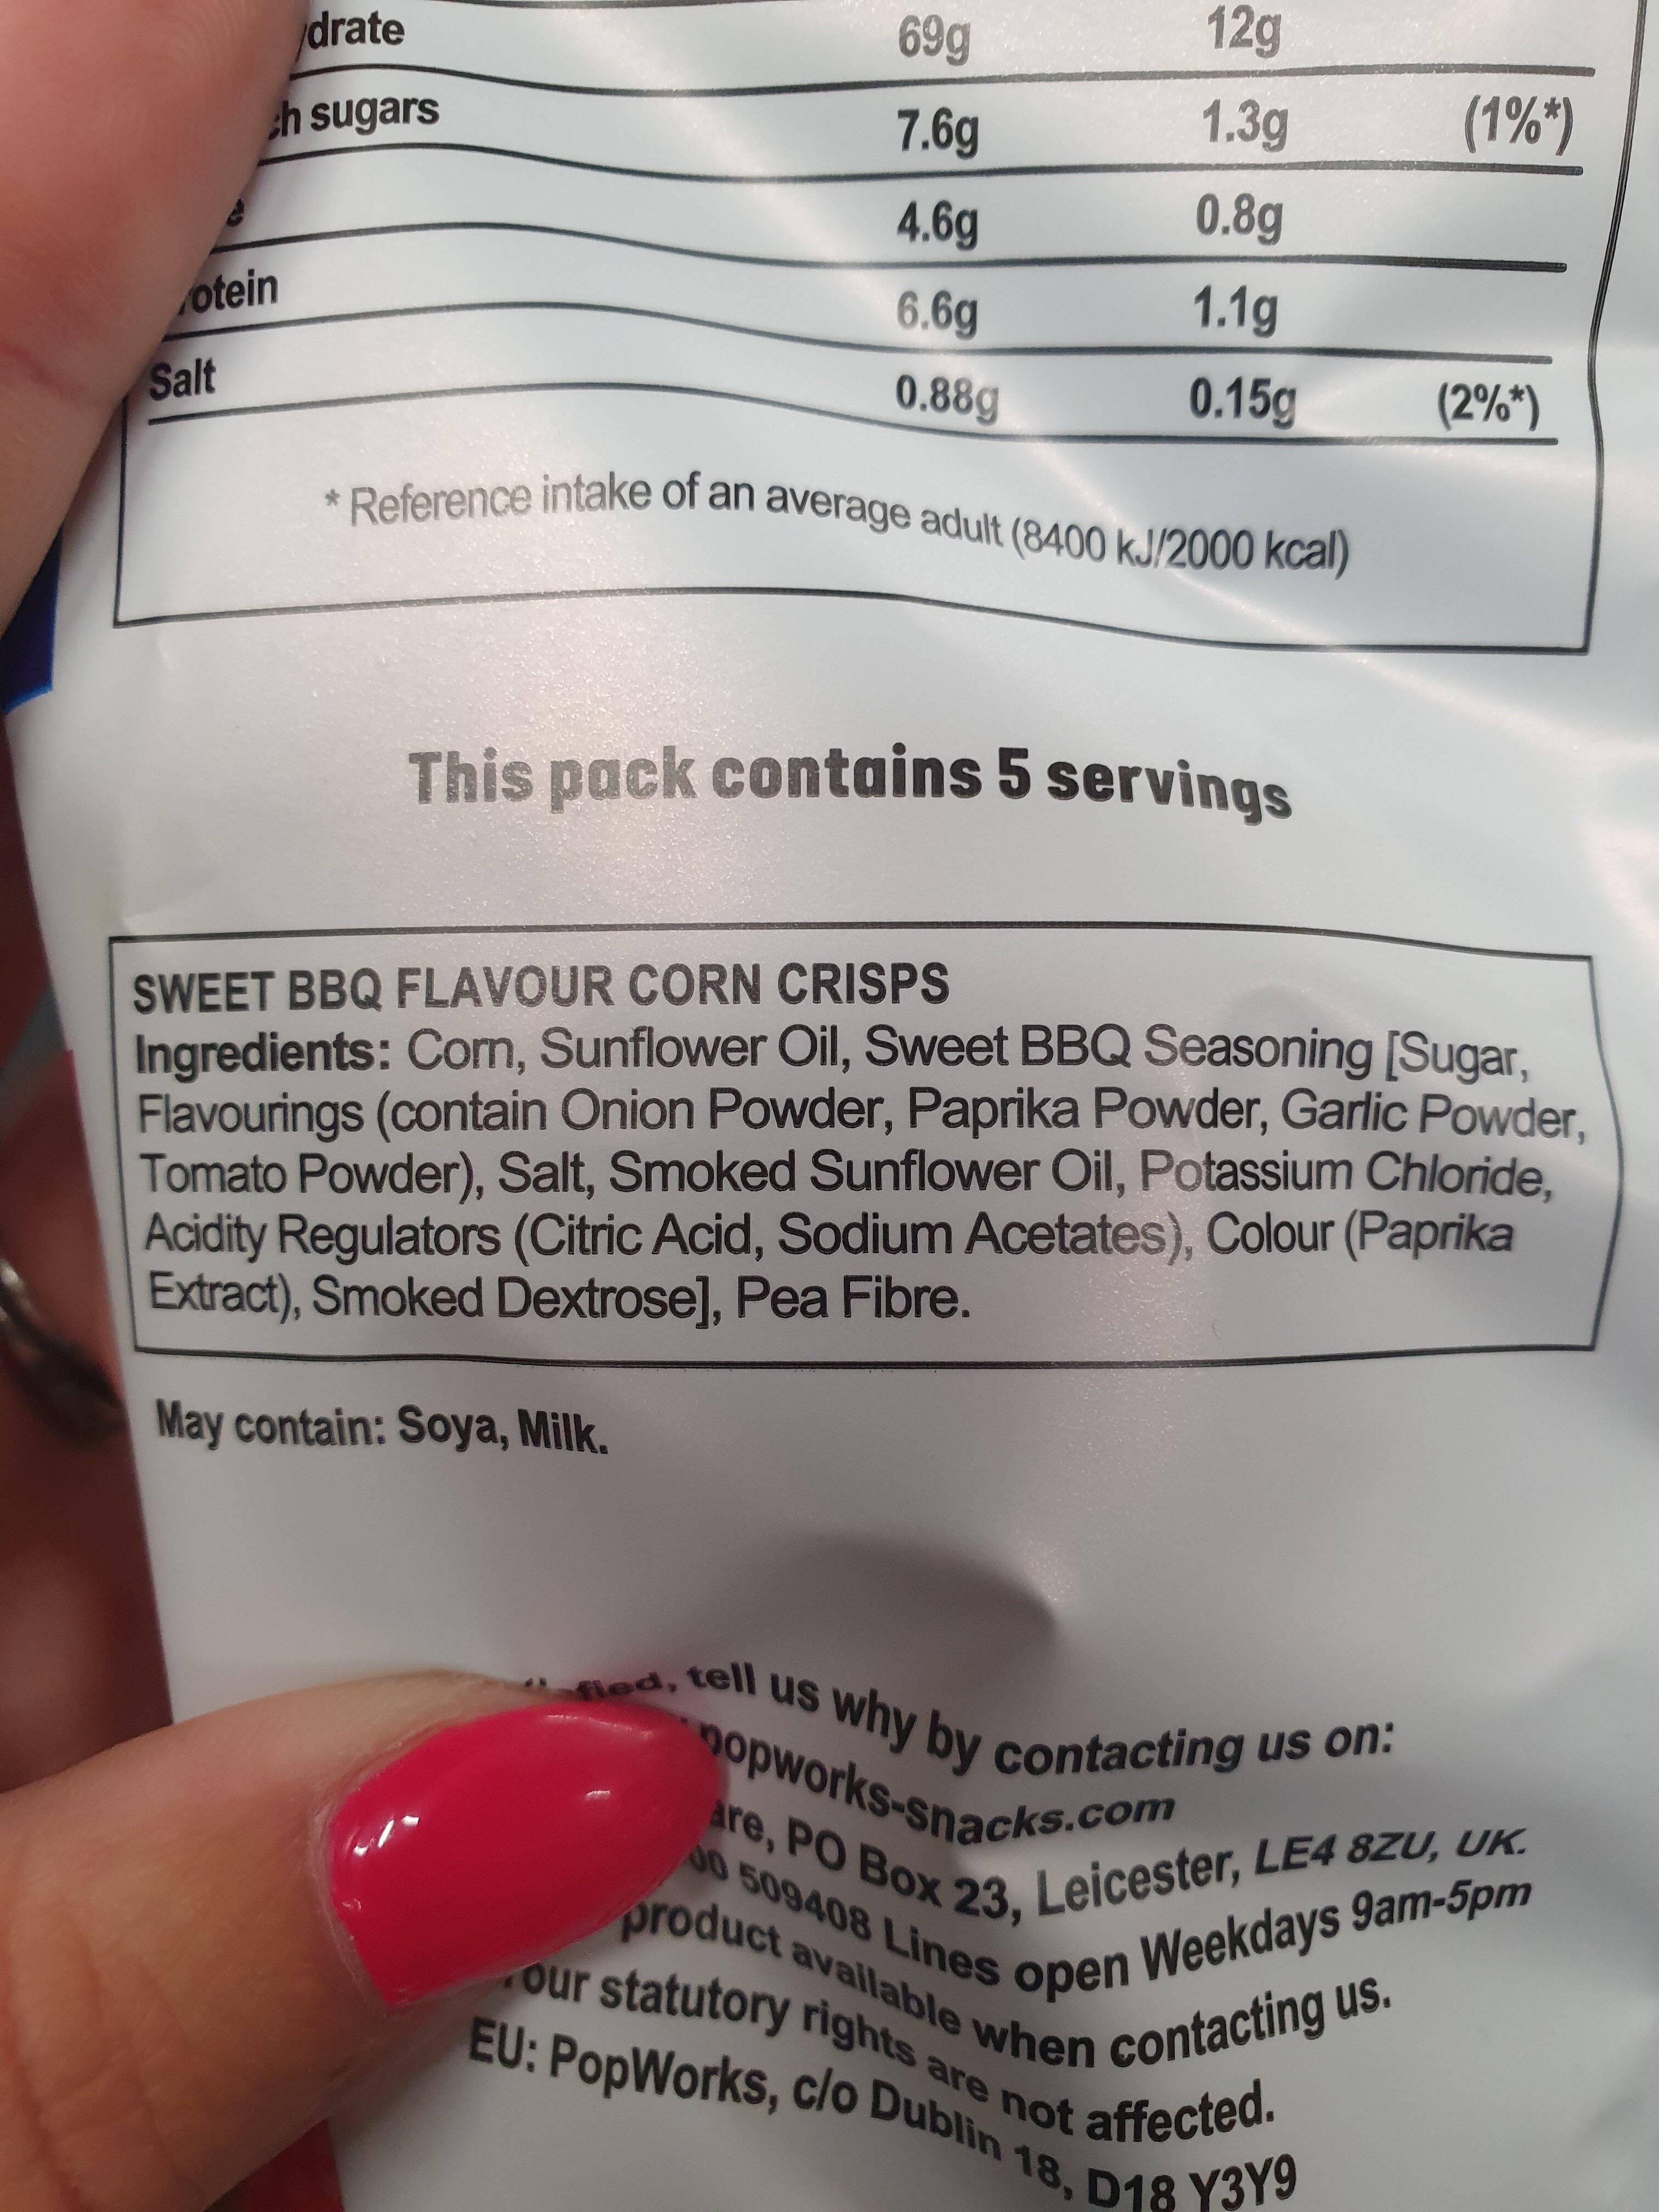 drate 69g 12g
h sugars 7.6g 1.3g (1%*)
e 4.6g 0.8g
otein 6.6g 1.1g
Salt 0.88g 0.15g (2%*)
* Reference intake of an average adult (8400 kJ/2000 kcal)
This pack contains 5 servings
SWEET BBQ FLAVOUR CORN CRISPS
Ingredients: Corn, Sunflower Oil, Sweet BBQ Seasoning [Sugar,
Flavourings (contain Onion Powder, Paprika Powder, Garlic Powder,
Tomato Powder), Salt, Smoked Sunflower Oil, Potassium Chloride,
Acidity Regulators (Citric Acid, Sodium Acetates), Colour (Paprika
Extract), Smoked Dextrose], Pea Fibre.
May contain: Soya, Milk.
fied, tell us why by contacting us on:
popworks-snacks.com
are, PO Box 23, Leicester, LE4 8ZU, UK.
00 509408 Lines open Weekdays 9am-5pm
product available when contacting us.
Your statutory rights are not affected.
EU: PopWorks, c/o Dublin 18, D18 Y3Y9